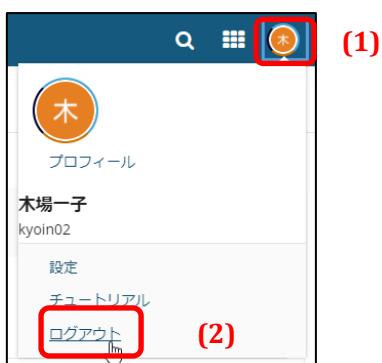 木
(1)
木
プロフィール
木場一子
kyoin02
設定
チュートリアル
ログアウト
(2)